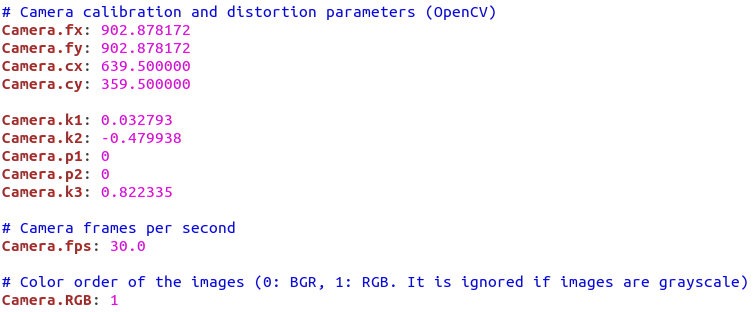 # Camera calibration and distortion parameters (OpenCV)
Camera.fx: 902.878172
Camera.fy: 902.878172
Camera.cx: 639.500000
Camera.cy: 359.500000
Camera.k1: 0.032793
Camera.k2: -0.479938
Camera.p1: 0
Camera.p2: 0
Camera.k3: 0.822335
# Camera frames per second
Camera.fps: 30.0
# Color order of the images (0: BGR, 1: RGB. It is ignored if images are grayscale)
Camera.RGB: 1